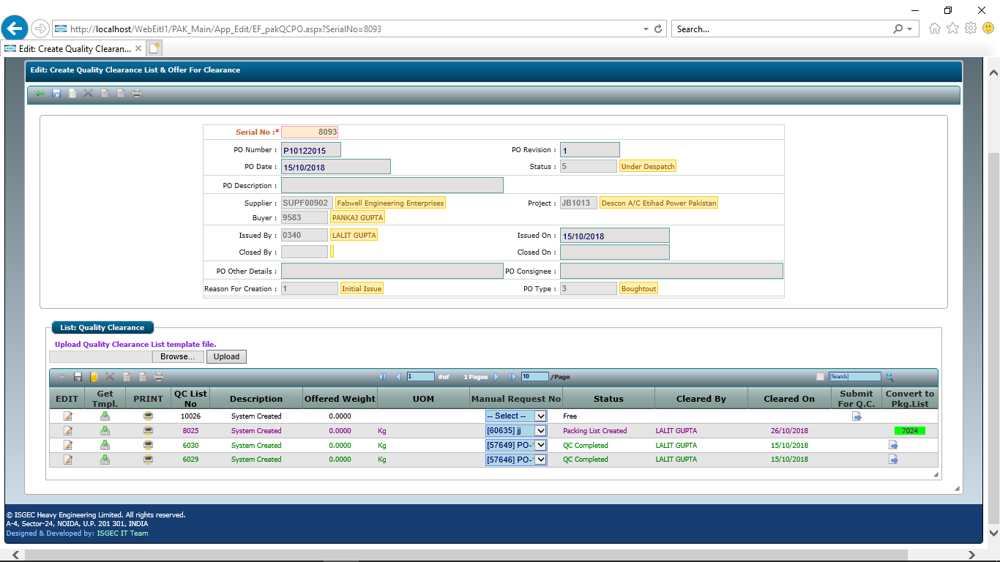 http://localhost/WebEitl1/PAK_Main/App_Edit/EF_pakQCPO.aspx?SerialNo=8093
Search...
Edit: Create Quality Clearan...
Edit: Create Quality Clearance List & Offer For Clearance
Serial No :* 8093
PO Number : P10122015 PO Revision : 1
PO Date : 15/10/2018 Status : 5 Under Despatch
PO Description :
Supplier : SUPF00902 Fabwell Engineering Enterprises Project : JB1013 Descon A/C Etihad Power Pakistan
Buyer : 9583 PANKAJ GUPTA
Issued By : 0340 LALIT GUPTA Issued On : 15/10/2018
Closed By : Closed On :
PO Other Details : PO Consignee :
Reason For Creation : 1 Initial Issue PO Type : 3 Boughtout
List: Quality Clearance
Upload Quality Clearance List template file.
Browse... Upload
1 #of 1 Pages 10 /Page [Search]
EDIT Get Tmpl. PRINT QC List No Description Offered Weight UOM Manual Request No Status Cleared By Cleared On Submit For Q.C. Convert to Pkg.List
10026 System Created 0.0000 -- Select -- Free
8025 System Created 0.0000 Kg [60635] jj Packing List Created LALIT GUPTA 26/10/2018 7024
6030 System Created 0.0000 Kg [57649] PO- QC Completed LALIT GUPTA 15/10/2018
6029 System Created 0.0000 Kg [57646] PO- QC Completed LALIT GUPTA 15/10/2018
© ISGEC Heavy Engineering Limited. All rights reserved.
A-4, Sector-24, NOIDA, U.P. 201 301, INDIA
Designed & Developed by: ISGEC IT Team